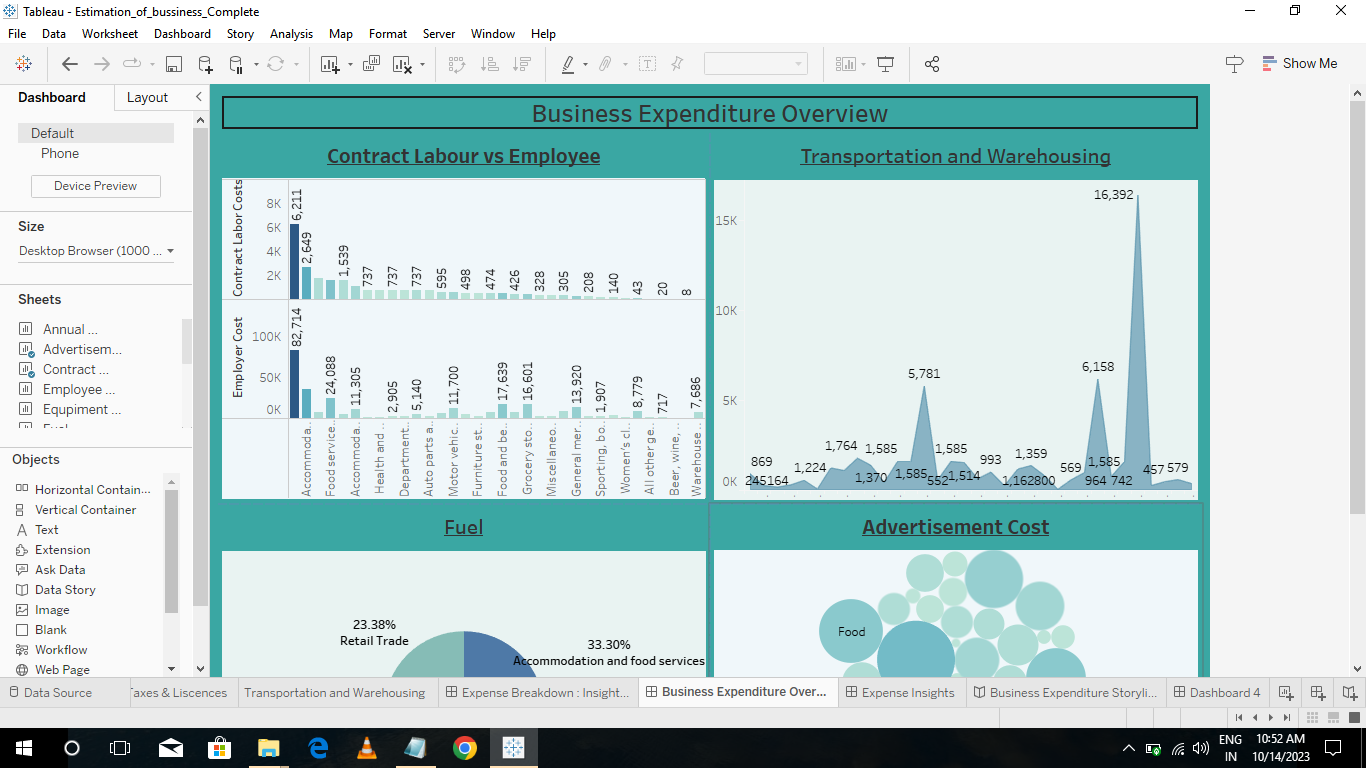 Tableau - Estimation_of_bussiness_Complete
File Data Worksheet Dashboard Story Analysis Map Format Server Window Help
Show Me
Dashboard Layout
Default
Phone
Device Preview
Size
Desktop Browser (1000 ...
Sheets
Annual ...
Advertisem...
Contract ...
Employee ...
Equpiment ...
Objects
Horizontal Contain...
Vertical Container
Text
Extension
Ask Data
Data Story
Image
Blank
Workflow
Web Page
Business Expenditure Overview
Contract Labour vs Employee
Contract Labor Costs
8K
6K
4K
2K
6,211 2,649 1,539 737 737 737 595 498 474 426 328 305 208 140 43 20 8
Employer Cost
100K
50K
0K
82,714 24,088 11,305 2,905 5,140 11,700 17,639 16,601 13,920 1,907 8,779 717 7,686
Accommoda..
Food service..
Accommoda..
Health and ..
Department..
Auto parts a..
Motor vehic..
Furniture st..
Food and be..
Grocery sto..
Miscellaneo..
General mer..
Sporting, bo..
Women's cl..
All other ge..
Beer, wine, ..
Warehouse ..
Transportation and Warehousing
15K
10K
5K
0K
16,392
6,158
5,781
1,764 1,585 1,585 993 1,359 1,585
869 1,224 569
245 164 1,370 1,585 552 1,514 1,162 800 964 742 457 579
Fuel
23.38%
Retail Trade
33.30%
Accommodation and food services
Advertisement Cost
Food
Data Source Taxes & Liscences Transportation and Warehousing Expense Breakdown : Insight... Business Expenditure Over... Expense Insights Business Expenditure Storyli... Dashboard 4
ENG
IN
10:52 AM
10/14/2023